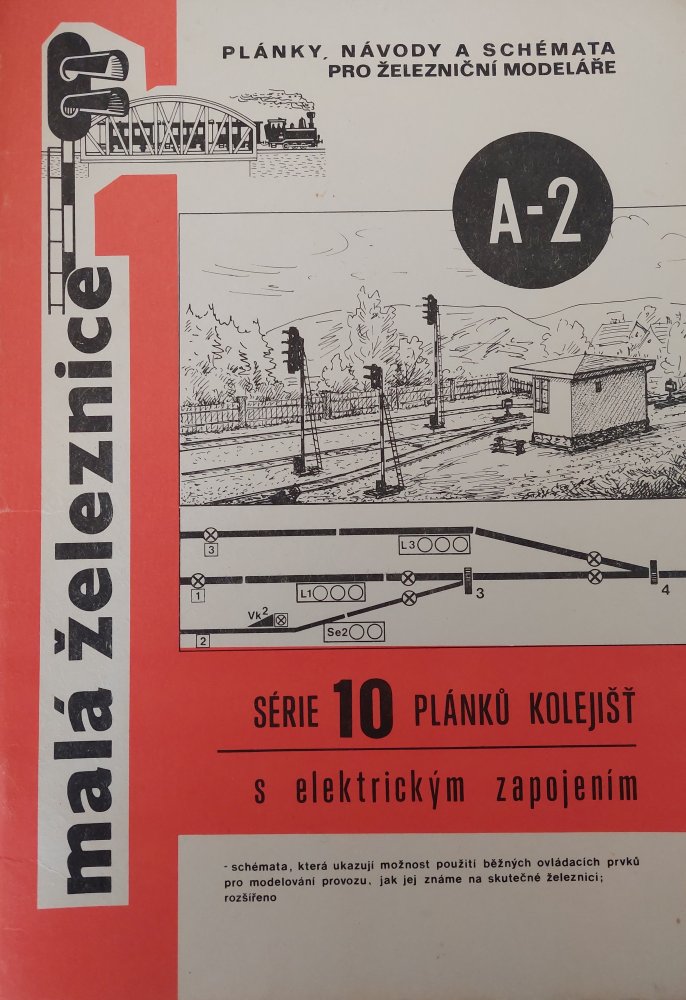 PLÁNKY, NÁVODY A SCHÉMATA
PRO ŽELEZNIČNÍ MODELÁŘE
A-2
malá železnice
3
L3
1
L1
3
4
Vk2
2
Se2
SÉRIE 10 PLÁNKŮ KOLEJIŠŤ
s elektrickým zapojením
- schémata, která ukazují možnost použití běžných ovládacích prvků
pro modelování provozu, jak jej známe na skutečné železnici;
rozšířeno